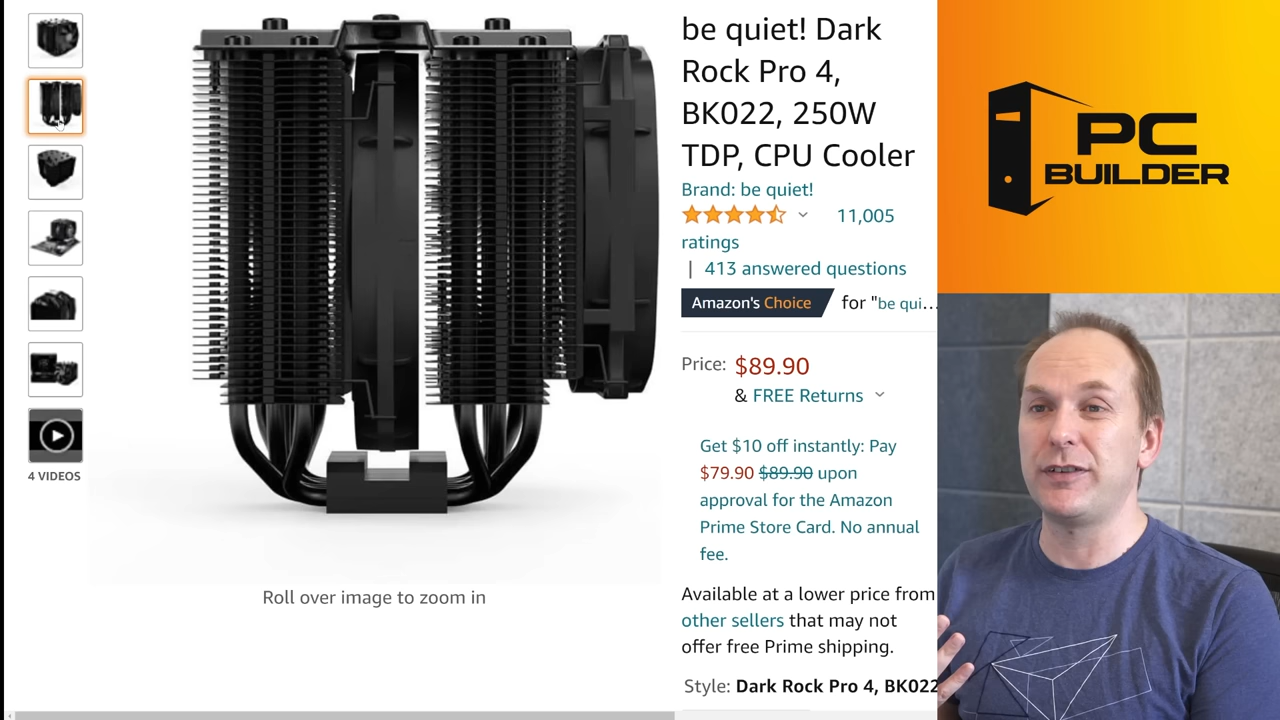 be quiet! Dark
Rock Pro 4,
BK022, 250W
TDP, CPU Cooler
Brand: be quiet!
11,005
ratings
| 413 answered questions
Amazon's Choice for "be qui...
Price: $89.90
& FREE Returns
Get $10 off instantly: Pay
$79.90 $89.90 upon
approval for the Amazon
Prime Store Card. No annual
fee.
Available at a lower price from
other sellers that may not
offer free Prime shipping.
Style: Dark Rock Pro 4, BK022
4 VIDEOS
Roll over image to zoom in
PC
BUILDER